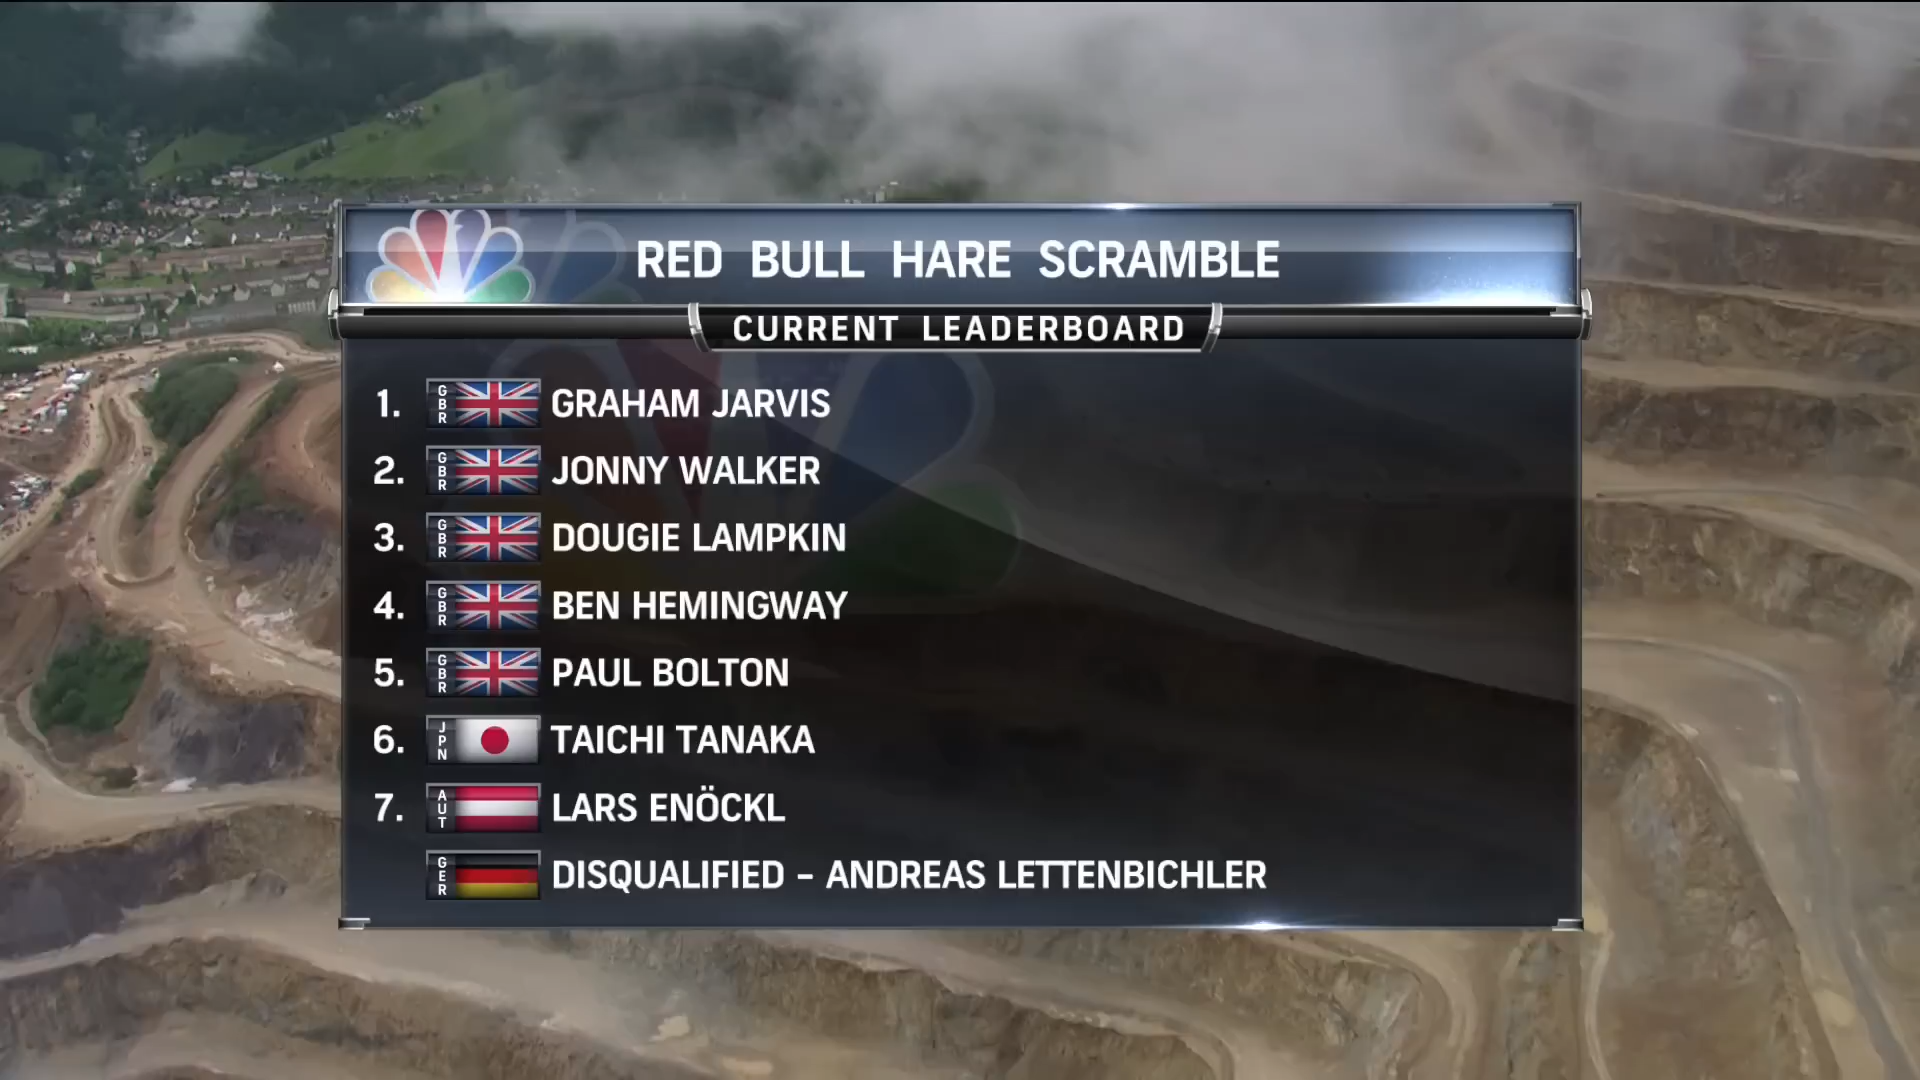 RED BULL HARE SCRAMBLE
CURRENT LEADERBOARD
1. GBR GRAHAM JARVIS
2. GBR JONNY WALKER
3. GBR DOUGIE LAMPKIN
4. GBR BEN HEMINGWAY
5. GBR PAUL BOLTON
6. JPN TAICHI TANAKA
7. AUT LARS ENÖCKL
GER DISQUALIFIED – ANDREAS LETTENBICHLER